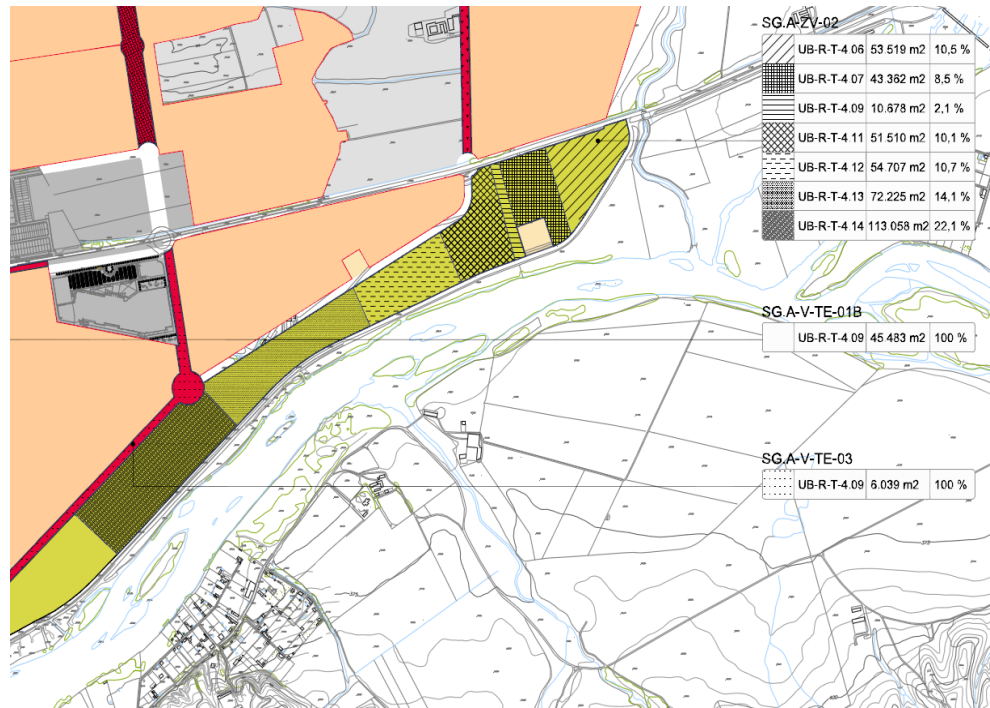 SG.A-ZV-02
UB-R-T-4.06 53 519 m2 10,5 %
UB-R-T-4.07 43 362 m2 8,5 %
UB-R-T-4.09 10.678 m2 2,1 %
UB-R-T-4.11 51 510 m2 10,1 %
UB-R-T-4.12 54 707 m2 10,7 %
UB-R-T-4.13 72 225 m2 14,1 %
UB-R-T-4.14 113 058 m2 22,1 %
SG.A-V-TE-01B
UB-R-T-4.09 45 483 m2 100 %
SG.A-V-TE-03
UB-R-T-4.09 6.039 m2 100 %